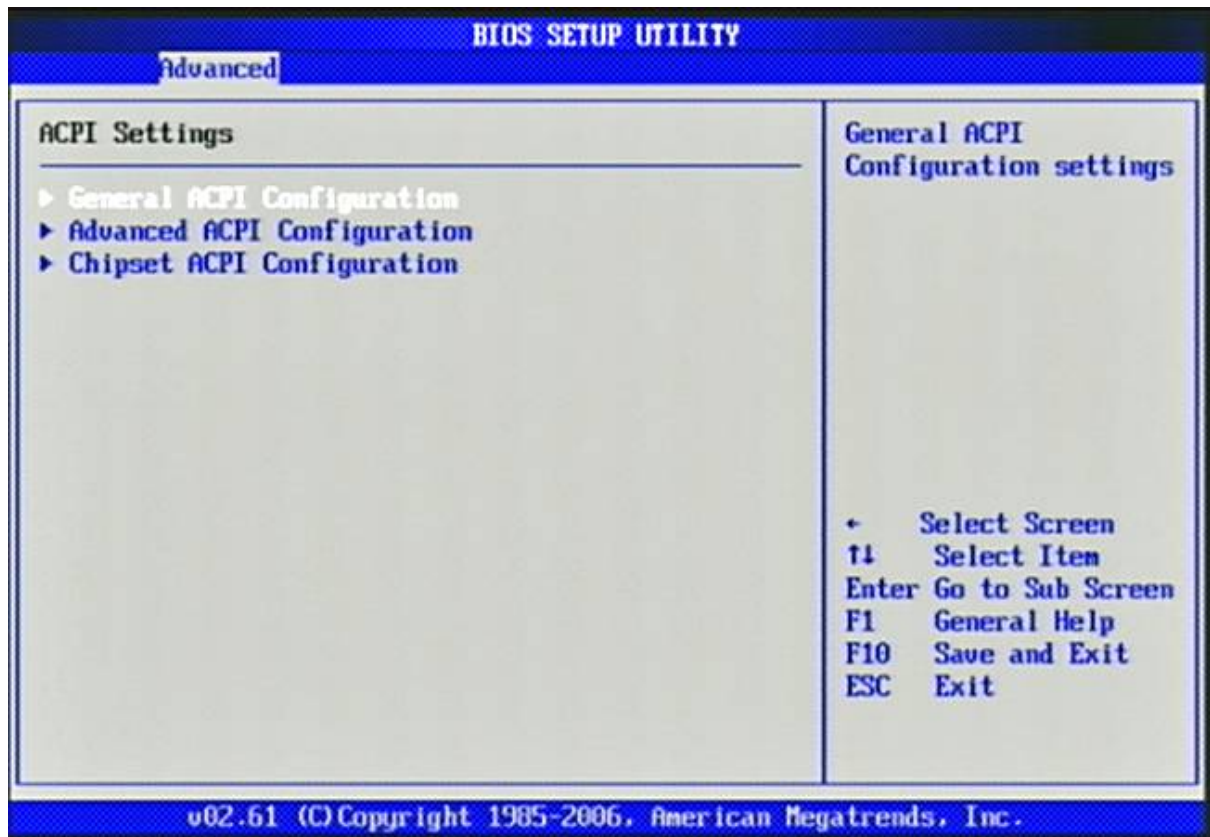 BIOS SETUP UTILITY
Advanced
ACPI Settings
▶ General ACPI Configuration
▶ Advanced ACPI Configuration
▶ Chipset ACPI Configuration
General ACPI
Configuration settings
← Select Screen
↑↓ Select Item
Enter Go to Sub Screen
F1 General Help
F10 Save and Exit
ESC Exit
v02.61 (C)Copyright 1985-2006, American Megatrends, Inc.